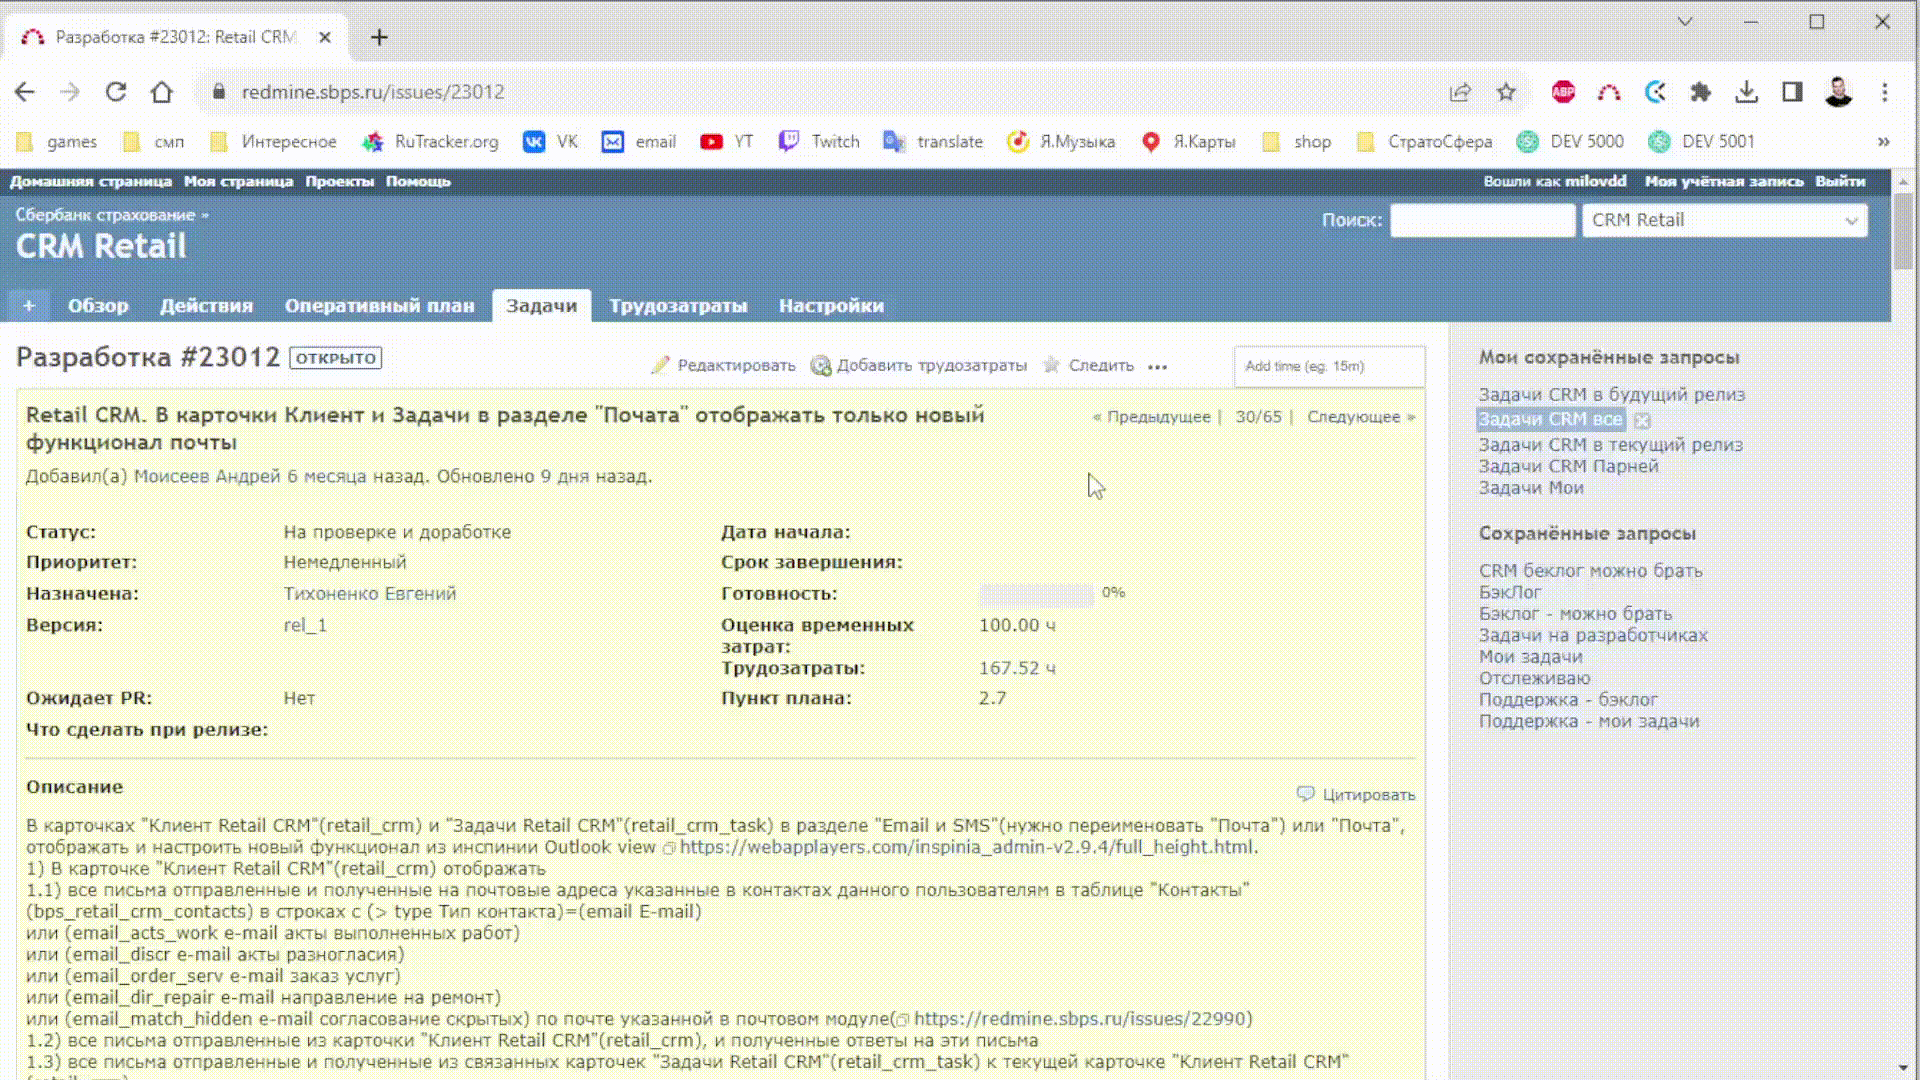 Разработка #23012: Retail CRM
redmine.sbps.ru/issues/23012
ABP
games
смп
Интересное
RuTracker.org
VK
email
YT
Twitch
translate
Я.Музыка
Я.Карты
shop
СтратоСфера
DEV 5000
DEV 5001
»
Домашняя страница Моя страница Проекты Помощь
Вошли как milovdd Моя учётная запись Выйти
Сбербанк страхование »
Поиск:
CRM Retail
CRM Retail
+ Обзор Действия Оперативный план Задачи Трудозатраты Настройки
Разработка #23012 ОТКРЫТО
Редактировать Добавить трудозатраты Следить •••
Add time (eg. 15m)
Retail CRM. В карточки Клиент и Задачи в разделе "Почата" отображать только новый
функционал почты
« Предыдущее | 30/65 | Следующее »
Добавил(а) Моисеев Андрей 6 месяца назад. Обновлено 9 дня назад.
Статус: На проверке и доработке
Дата начала:
Приоритет: Немедленный
Срок завершения:
Назначена: Тихоненко Евгений
Готовность: 0%
Версия: rel_1
Оценка временных 100.00 ч
затрат:
Трудозатраты: 167.52 ч
Ожидает PR: Нет
Пункт плана: 2.7
Что сделать при релизе:
Описание
Цитировать
В карточках "Клиент Retail CRM"(retail_crm) и "Задачи Retail CRM"(retail_crm_task) в разделе "Email и SMS"(нужно переименовать "Почта") или "Почта",
отображать и настроить новый функционал из инспинии Outlook view https://webapplayers.com/inspinia_admin-v2.9.4/full_height.html.
1) В карточке "Клиент Retail CRM"(retail_crm) отображать
1.1) все письма отправленные и полученные на почтовые адреса указанные в контактах данного пользователям в таблице "Контакты"
(bps_retail_crm_contacts) в строках с (> type Тип контакта)=(email E-mail)
или (email_acts_work e-mail акты выполненных работ)
или (email_discr e-mail акты разногласия)
или (email_order_serv e-mail заказ услуг)
или (email_dir_repair e-mail направление на ремонт)
или (email_match_hidden e-mail согласование скрытых) по почте указанной в почтовом модуле( https://redmine.sbps.ru/issues/22990)
1.2) все письма отправленные из карточки "Клиент Retail CRM"(retail_crm), и полученные ответы на эти письма
1.3) все письма отправленные и полученные из связанных карточек "Задачи Retail CRM"(retail_crm_task) к текущей карточке "Клиент Retail CRM"
Мои сохранённые запросы
Задачи CRM в будущий релиз
Задачи CRM все
Задачи CRM в текущий релиз
Задачи CRM Парней
Задачи Мои
Сохранённые запросы
CRM беклог можно брать
БэкЛог
Бэклог - можно брать
Задачи на разработчиках
Мои задачи
Отслеживаю
Поддержка - бэклог
Поддержка - мои задачи